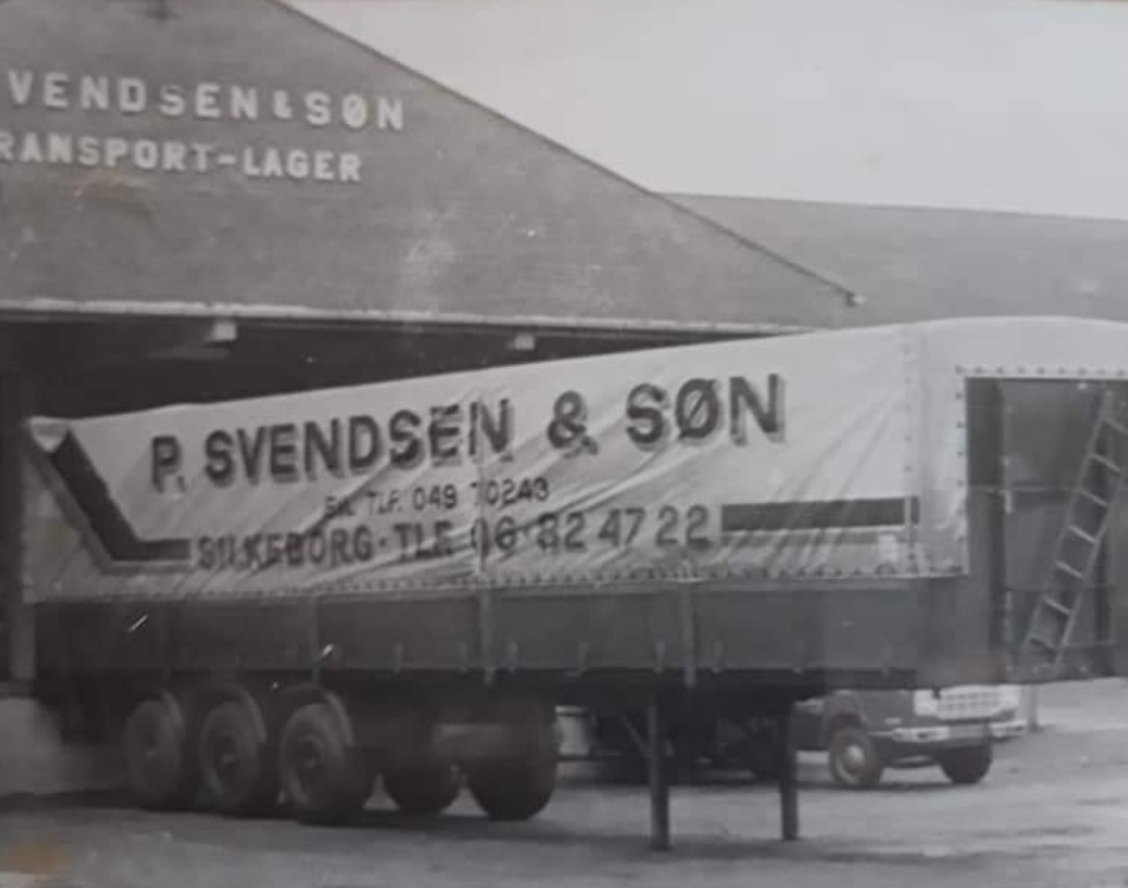 VENDSEN & SØN
RANSPORT-LAGER
P. SVENDSEN & SØN
TLF. 049 70243
SILKEBORG · TLF. 06 · 82 47 22